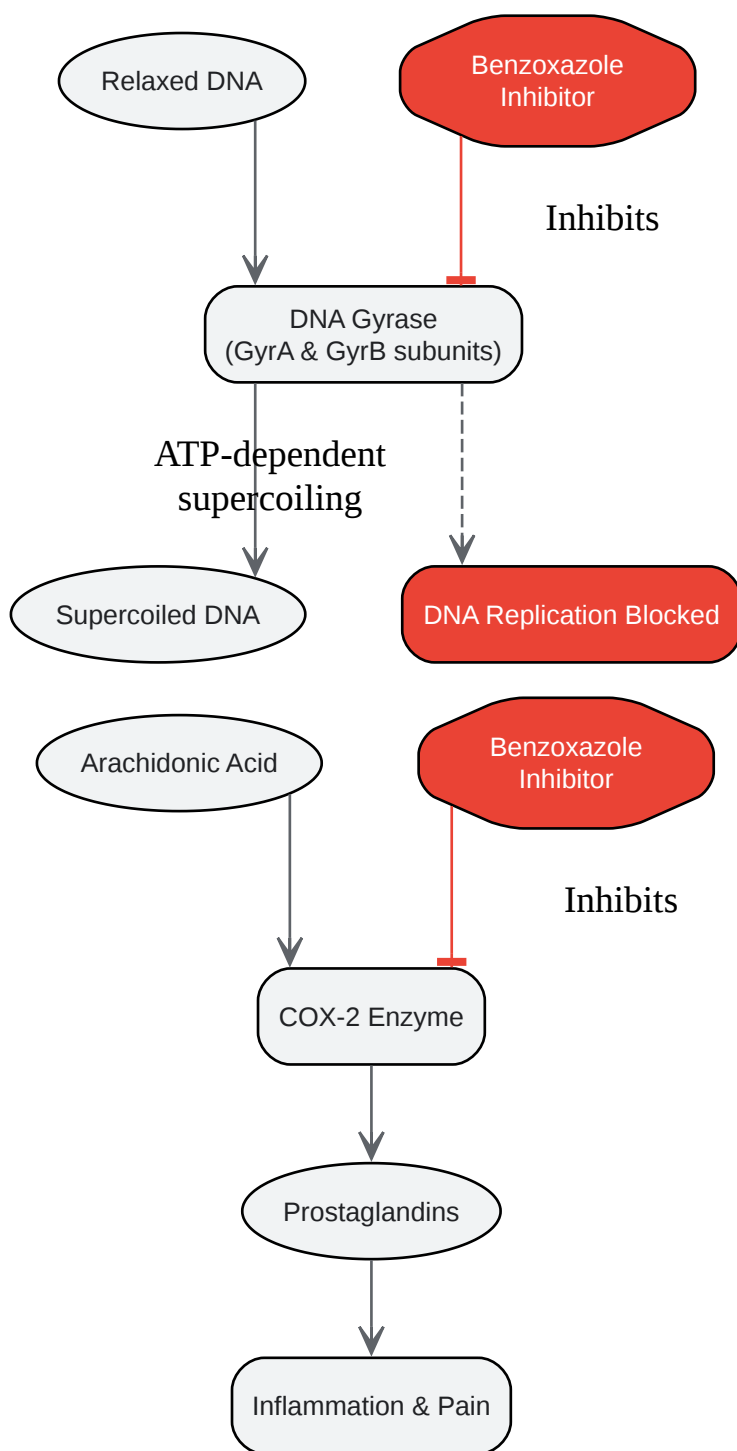 Relaxed DNA
Benzoxazole
Inhibitor
Inhibits
DNA Gyrase
(GyrA & GyrB subunits)
ATP-dependent
supercoiling
Supercoiled DNA
DNA Replication Blocked
Arachidonic Acid
Benzoxazole
Inhibitor
Inhibits
COX-2 Enzyme
Prostaglandins
Inflammation & Pain